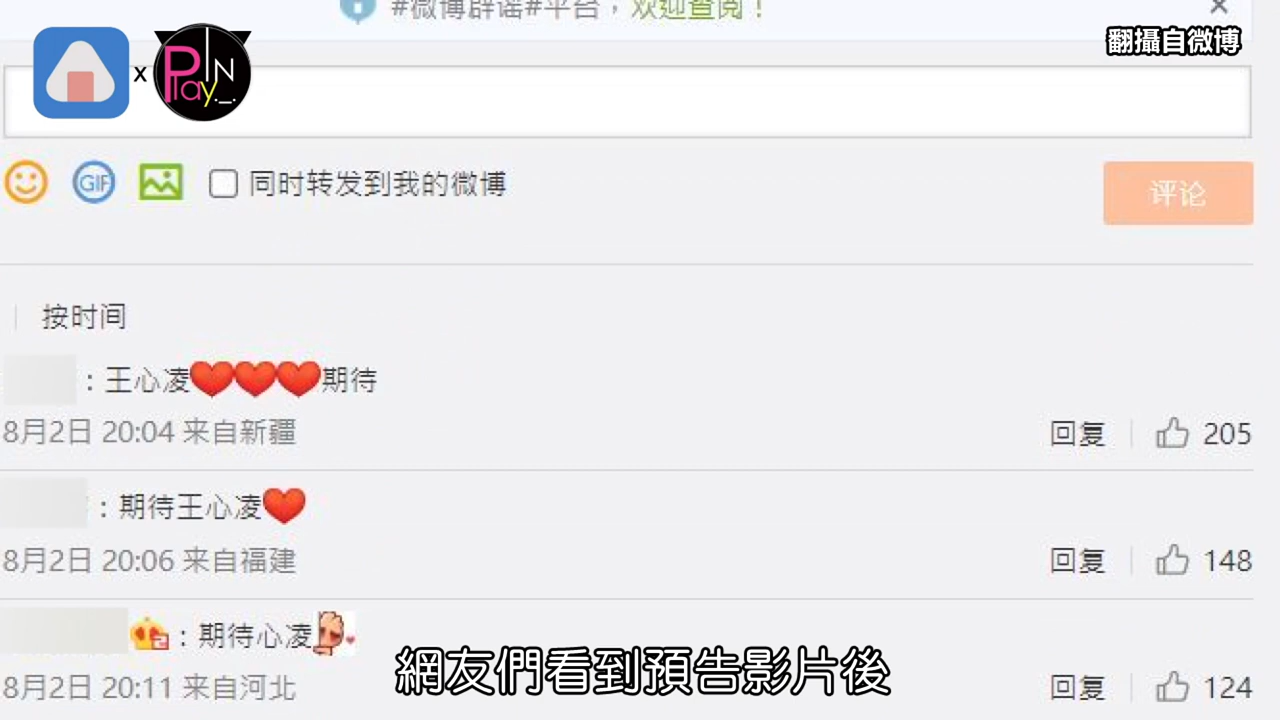 #微博辟谣#平台，欢迎查阅！
翻攝自微博
x
Play IN
GIF
同时转发到我的微博
评论
按时间
：王心凌❤❤❤期待
8月2日 20:04 来自新疆
回复
205
：期待王心凌❤
8月2日 20:06 来自福建
回复
148
：期待心凌
8月2日 20:11 来自河北
回复
124
網友們看到預告影片後